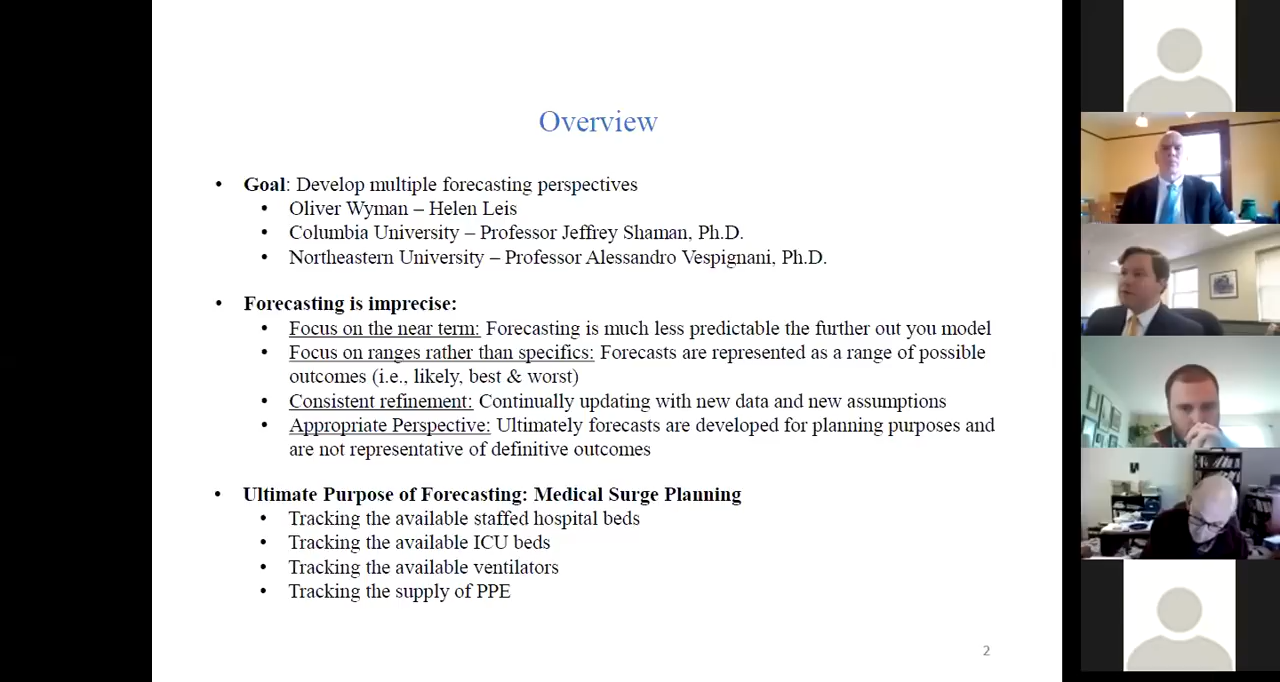 Overview
• Goal: Develop multiple forecasting perspectives
• Oliver Wyman – Helen Leis
• Columbia University – Professor Jeffrey Shaman, Ph.D.
• Northeastern University – Professor Alessandro Vespignani, Ph.D.
• Forecasting is imprecise:
• Focus on the near term: Forecasting is much less predictable the further out you model
• Focus on ranges rather than specifics: Forecasts are represented as a range of possible
outcomes (i.e., likely, best & worst)
• Consistent refinement: Continually updating with new data and new assumptions
• Appropriate Perspective: Ultimately forecasts are developed for planning purposes and
are not representative of definitive outcomes
• Ultimate Purpose of Forecasting: Medical Surge Planning
• Tracking the available staffed hospital beds
• Tracking the available ICU beds
• Tracking the available ventilators
• Tracking the supply of PPE
2